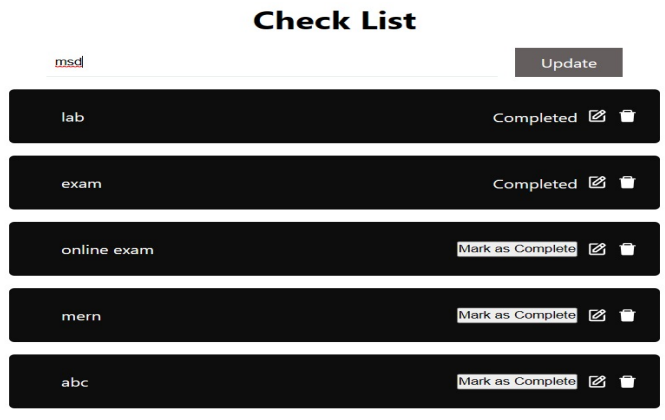 Check List
msd Update
lab Completed
exam Completed
online exam Mark as Complete
mern Mark as Complete
abc Mark as Complete